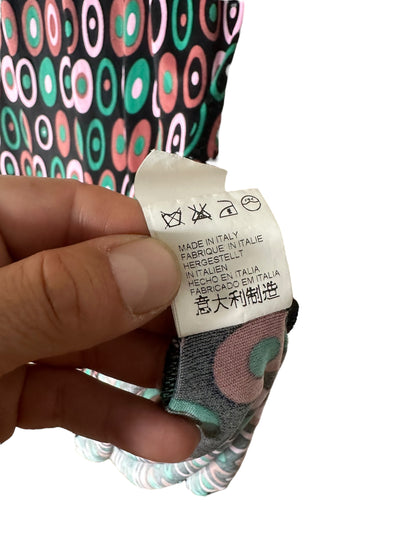 MADE IN ITALY
FABRIQUE EN ITALIE
HERGESTELLT
IN ITALIEN
HECHO EN ITALIA
FABRICADO EM ITALIA
意大利制造